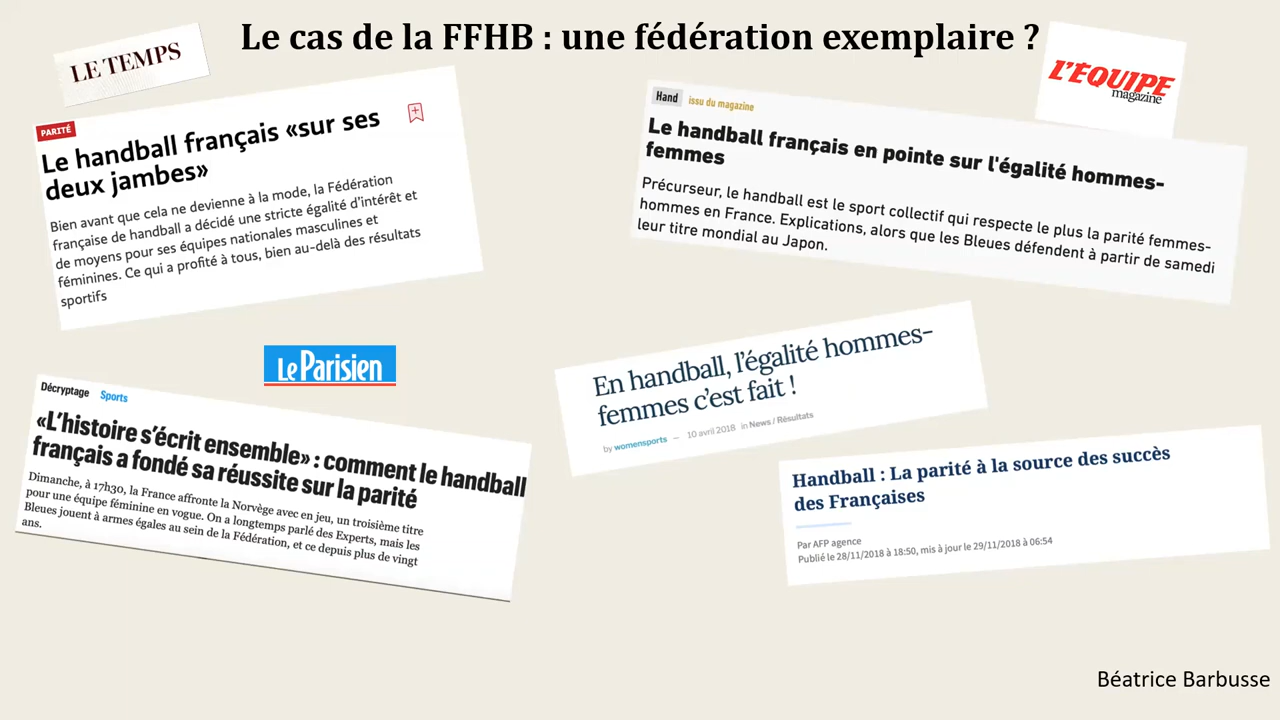 Le cas de la FFHB : une fédération exemplaire ?
LE TEMPS
PARITÉ
Le handball français «sur ses
deux jambes»
Bien avant que cela ne devienne à la mode, la Fédération
française de handball a décidé une stricte égalité d'intérêt et
de moyens pour ses équipes nationales masculines et
féminines. Ce qui a profité à tous, bien au-delà des résultats
sportifs
L'ÉQUIPE
magazine
Hand issu du magazine
Le handball français en pointe sur l'égalité hommes-
femmes
Précurseur, le handball est le sport collectif qui respecte le plus la parité femmes-
hommes en France. Explications, alors que les Bleues défendent à partir de samedi
leur titre mondial au Japon.
Le Parisien
Décryptage Sports
«L'histoire s'écrit ensemble» : comment le handball
français a fondé sa réussite sur la parité
Dimanche, à 17h30, la France affronte la Norvège avec en jeu, un troisième titre
pour une équipe féminine en vogue. On a longtemps parlé des Experts, mais les
Bleues jouent à armes égales au sein de la Fédération, et ce depuis plus de vingt
ans.
En handball, l'égalité hommes-
femmes c'est fait !
by womensports — 10 avril 2018 in News / Résultats
Handball : La parité à la source des succès
des Françaises
Par AFP agence
Publié le 28/11/2018 à 18:50, mis à jour le 29/11/2018 à 06:54
Béatrice Barbusse